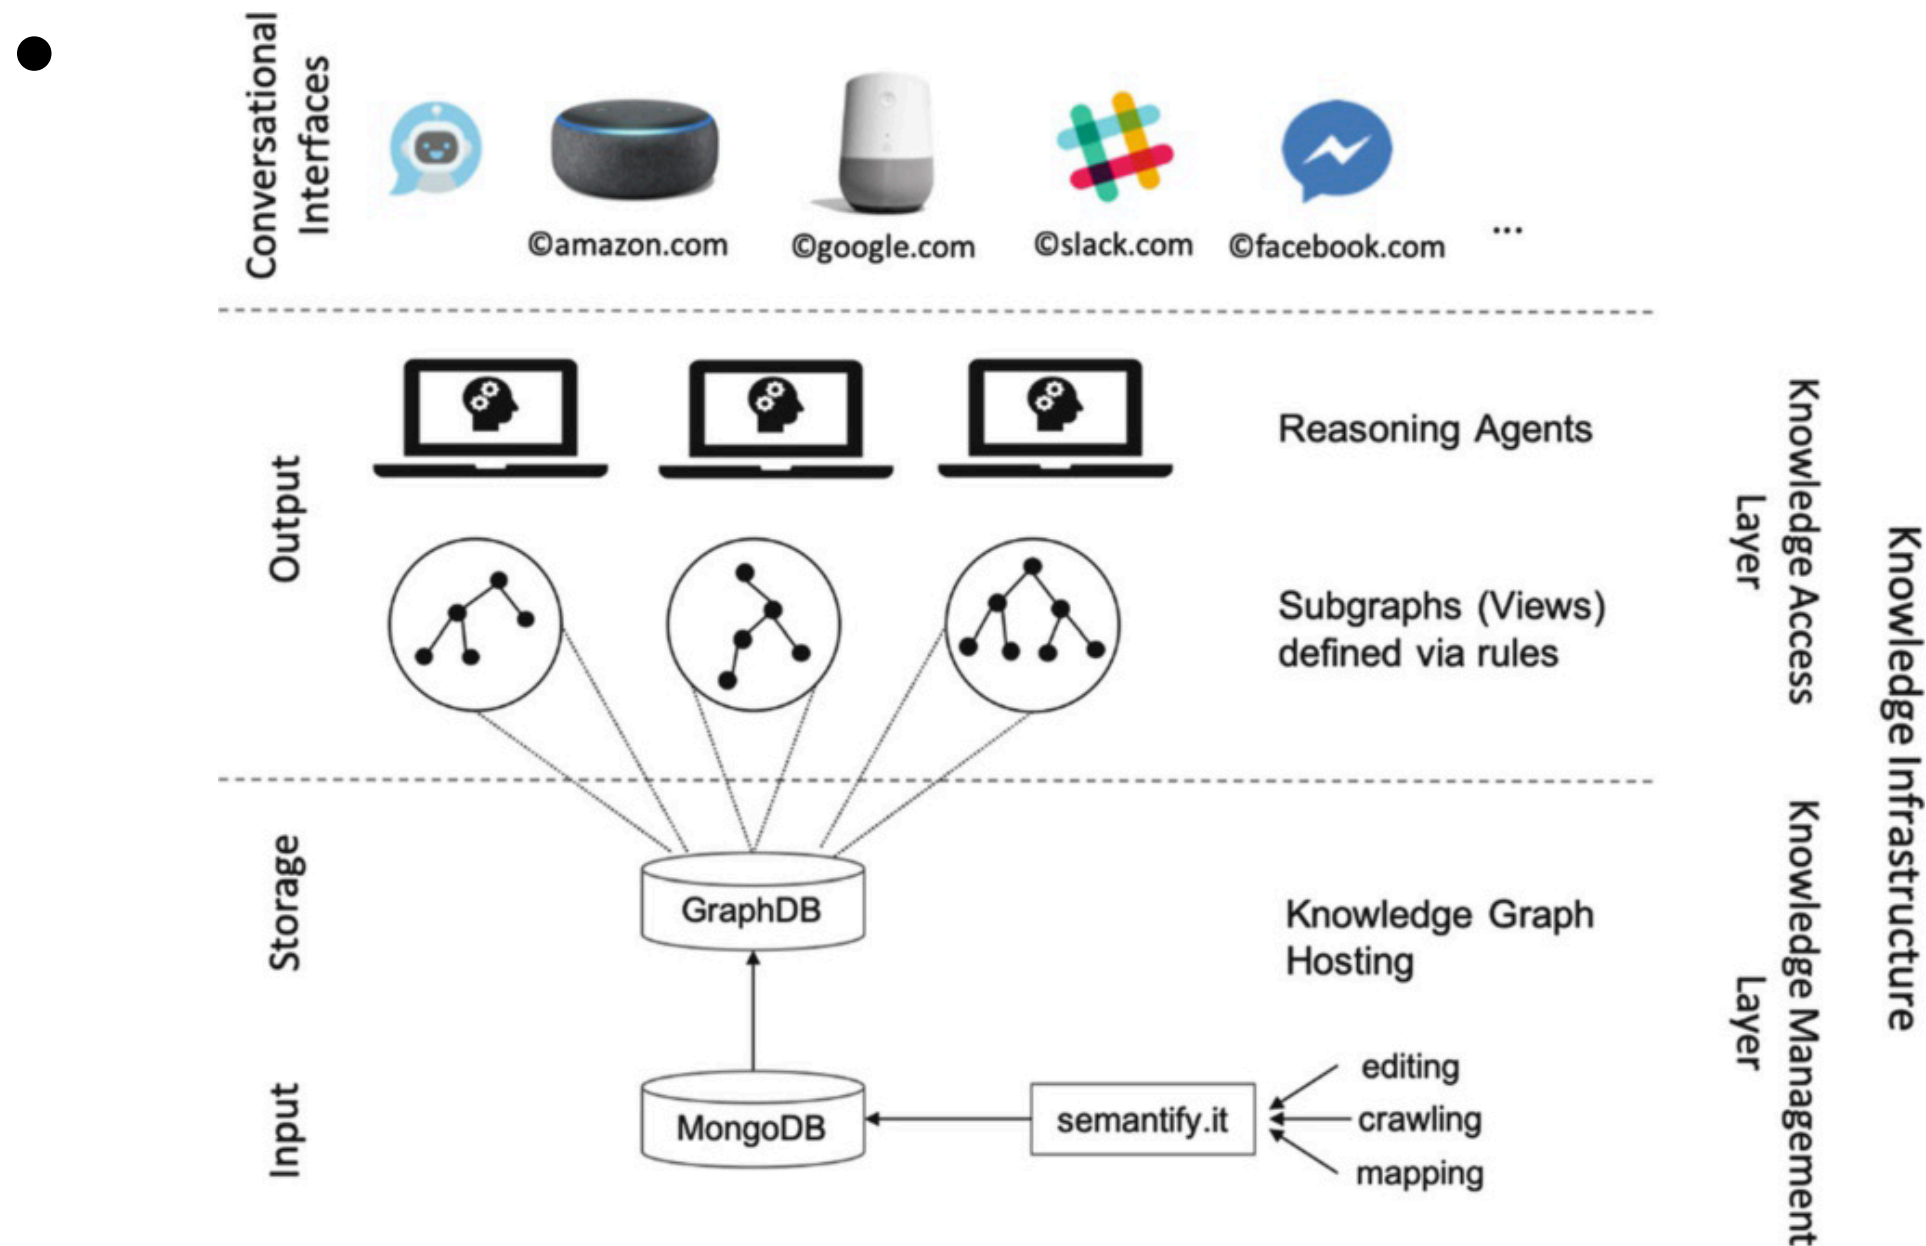 Conversational
Interfaces
©amazon.com
©google.com
©slack.com
©facebook.com
...
Output
Reasoning Agents
Subgraphs (Views)
defined via rules
Knowledge Access
Layer
Storage
GraphDB
Knowledge Graph
Hosting
Input
MongoDB
semantify.it
editing
crawling
mapping
Knowledge Management
Layer
Knowledge Infrastructure